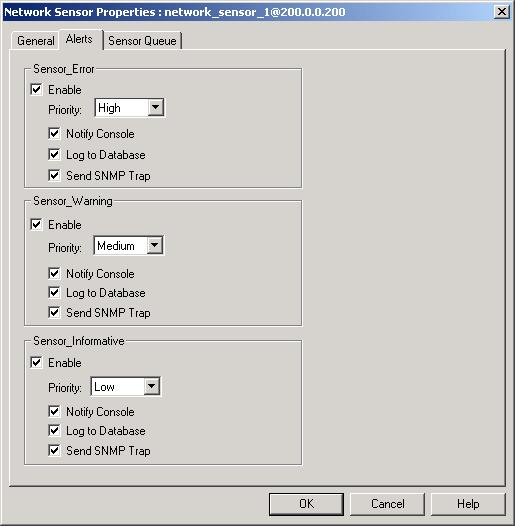 Network Sensor Properties : network_sensor_1@200.0.0.200
General Alerts Sensor Queue
Sensor_Error
Enable
Priority: High
Notify Console
Log to Database
Send SNMP Trap
Sensor_Warning
Enable
Priority: Medium
Notify Console
Log to Database
Send SNMP Trap
Sensor_Informative
Enable
Priority: Low
Notify Console
Log to Database
Send SNMP Trap
OK Cancel Help